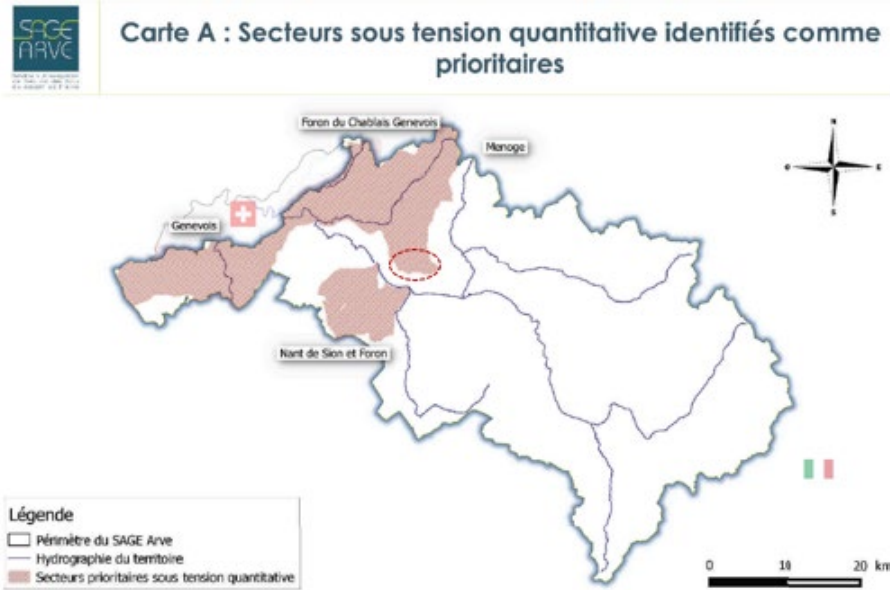 SAGE
ARVE
Carte A : Secteurs sous tension quantitative identifiés comme
prioritaires
Foron du Chablais Genevois
Menoge
Genevois
Nant de Sion et Foron
N
E
S
Légende
Périmètre du SAGE Arve
Hydrographie du territoire
Secteurs prioritaires sous tension quantitative
0 10 20 km